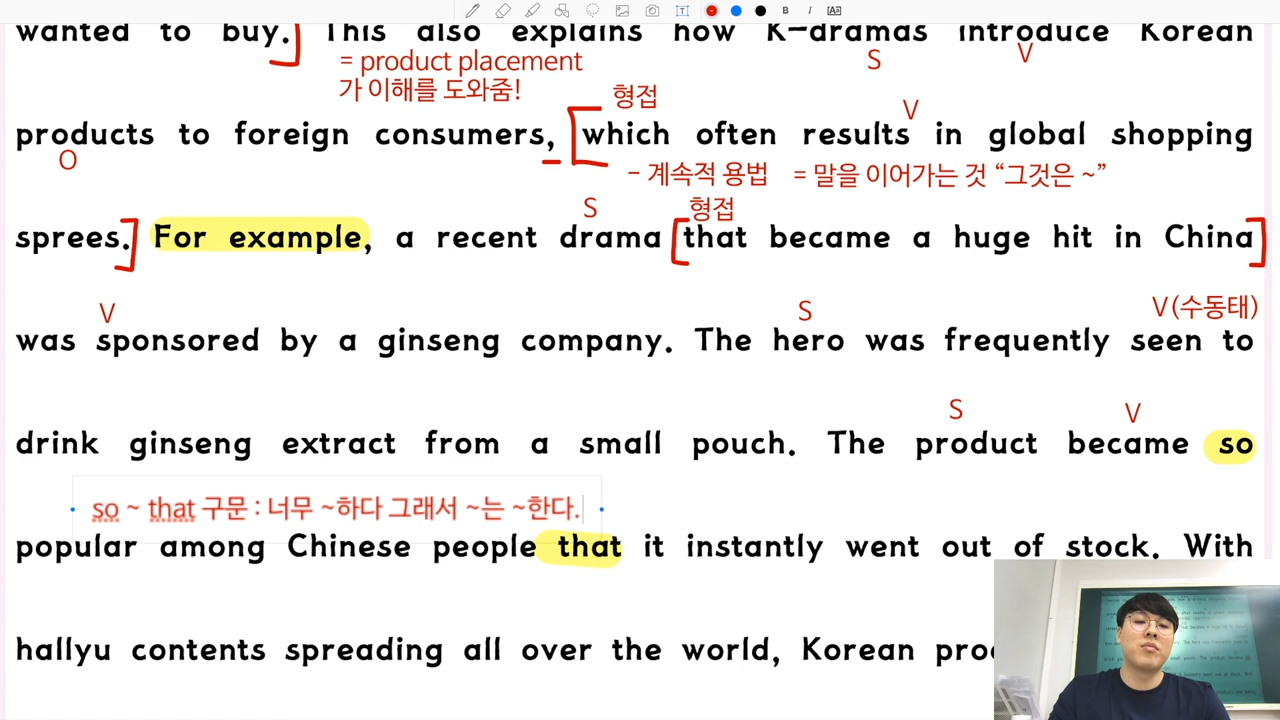 B I Aa
wanted to buy. This also explains how K-dramas introduce Korean
= product placement S V
가 이해를 도와줌!
형접 V
products to foreign consumers, which often results in global shopping
O - 계속적 용법 = 말을 이어가는 것 “그것은 ~”
S 형접
sprees. For example, a recent drama that became a huge hit in China
V S V(수동태)
was sponsored by a ginseng company. The hero was frequently seen to
S V
drink ginseng extract from a small pouch. The product became so
so ~ that 구문 : 너무 ~하다 그래서 ~는 ~한다.
popular among Chinese people that it instantly went out of stock. With
hallyu contents spreading all over the world, Korean